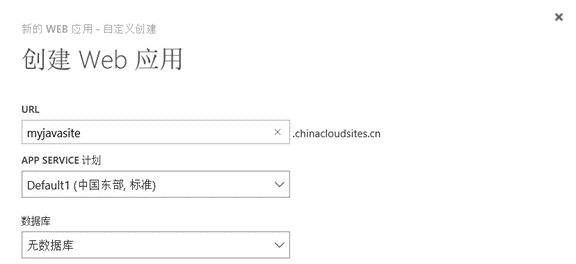 新的 WEB 应用 - 自定义创建
创建 Web 应用
URL
myjavasite
.chinacloudsites.cn
APP SERVICE 计划
Default1 (中国东部, 标准)
数据库
无数据库